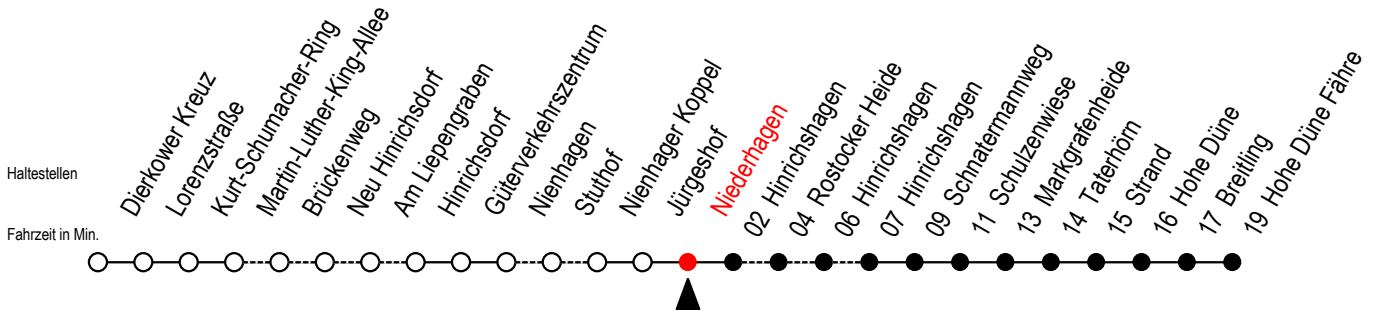 Haltestellen
Fahrzeit in Min.
Dierkower Kreuz
Lorenzstraße
Kurt-Schumacher-Ring
Martin-Luther-King-Allee
Brückenweg
Neu Hinrichsdorf
Am Liepengraben
Hinrichsdorf
Güterverkehrszentrum
Nienhagen
Stuthof
Nienhager Koppel
Jürgeshof
Niederhagen
02 Hinrichshagen
04 Rostocker Heide
06 Hinrichshagen
07 Hinrichshagen
09 Schnatermannweg
11 Schulzenwiese
13 Markgrafenheide
14 Taterhörn
15 Strand
16 Hohe Düne
17 Breitling
19 Hohe Düne Fähre